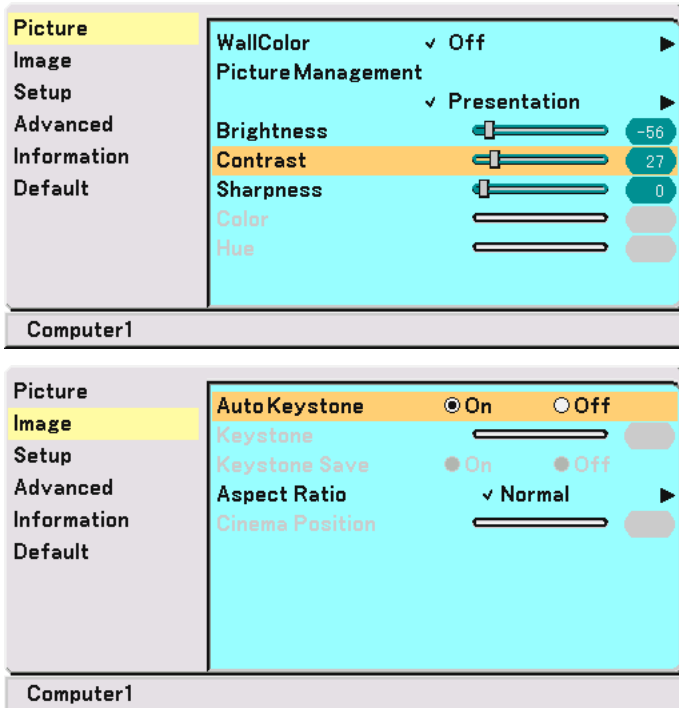 Picture
Image
Setup
Advanced
Information
Default
WallColor ✓ Off ▶
Picture Management
✓ Presentation ▶
Brightness -56
Contrast 27
Sharpness 0
Color
Hue
Computer1
Picture
Image
Setup
Advanced
Information
Default
Auto Keystone On Off
Keystone
Keystone Save On Off
Aspect Ratio ✓ Normal ▶
Cinema Position
Computer1